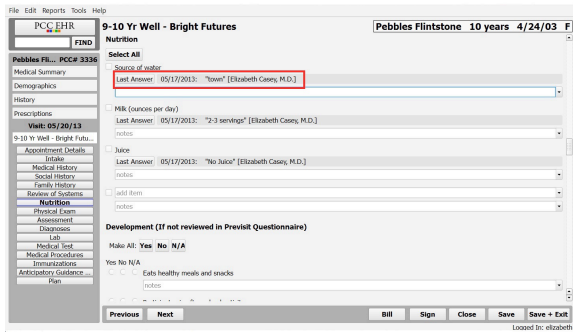 File Edit Reports Tools Help
PCC EHR
FIND
Pebbles Fli... PCC# 3336
Medical Summary
Demographics
History
Prescriptions
Visit: 05/20/13
9-10 Yr Well - Bright Futu...
Appointment Details
Intake
Medical History
Social History
Family History
Review of Systems
Nutrition
Physical Exam
Assessment
Diagnoses
Lab
Medical Test
Medical Procedures
Immunizations
Anticipatory Guidance ...
Plan
9-10 Yr Well - Bright Futures
Pebbles Flintstone 10 years 4/24/03 F
Nutrition
Select All
Source of water
Last Answer 05/17/2013: "town" [Elizabeth Casey, M.D.]
Milk (ounces per day)
Last Answer 05/17/2013: "2-3 servings" [Elizabeth Casey, M.D.]
notes
Juice
Last Answer 05/17/2013: "No Juice" [Elizabeth Casey, M.D.]
notes
add item
notes
Development (If not reviewed in Previsit Questionnaire)
Make All: Yes No N/A
Yes No N/A
Eats healthy meals and snacks
notes
Previous Next Bill Sign Close Save Save + Exit
Logged In: elizabeth